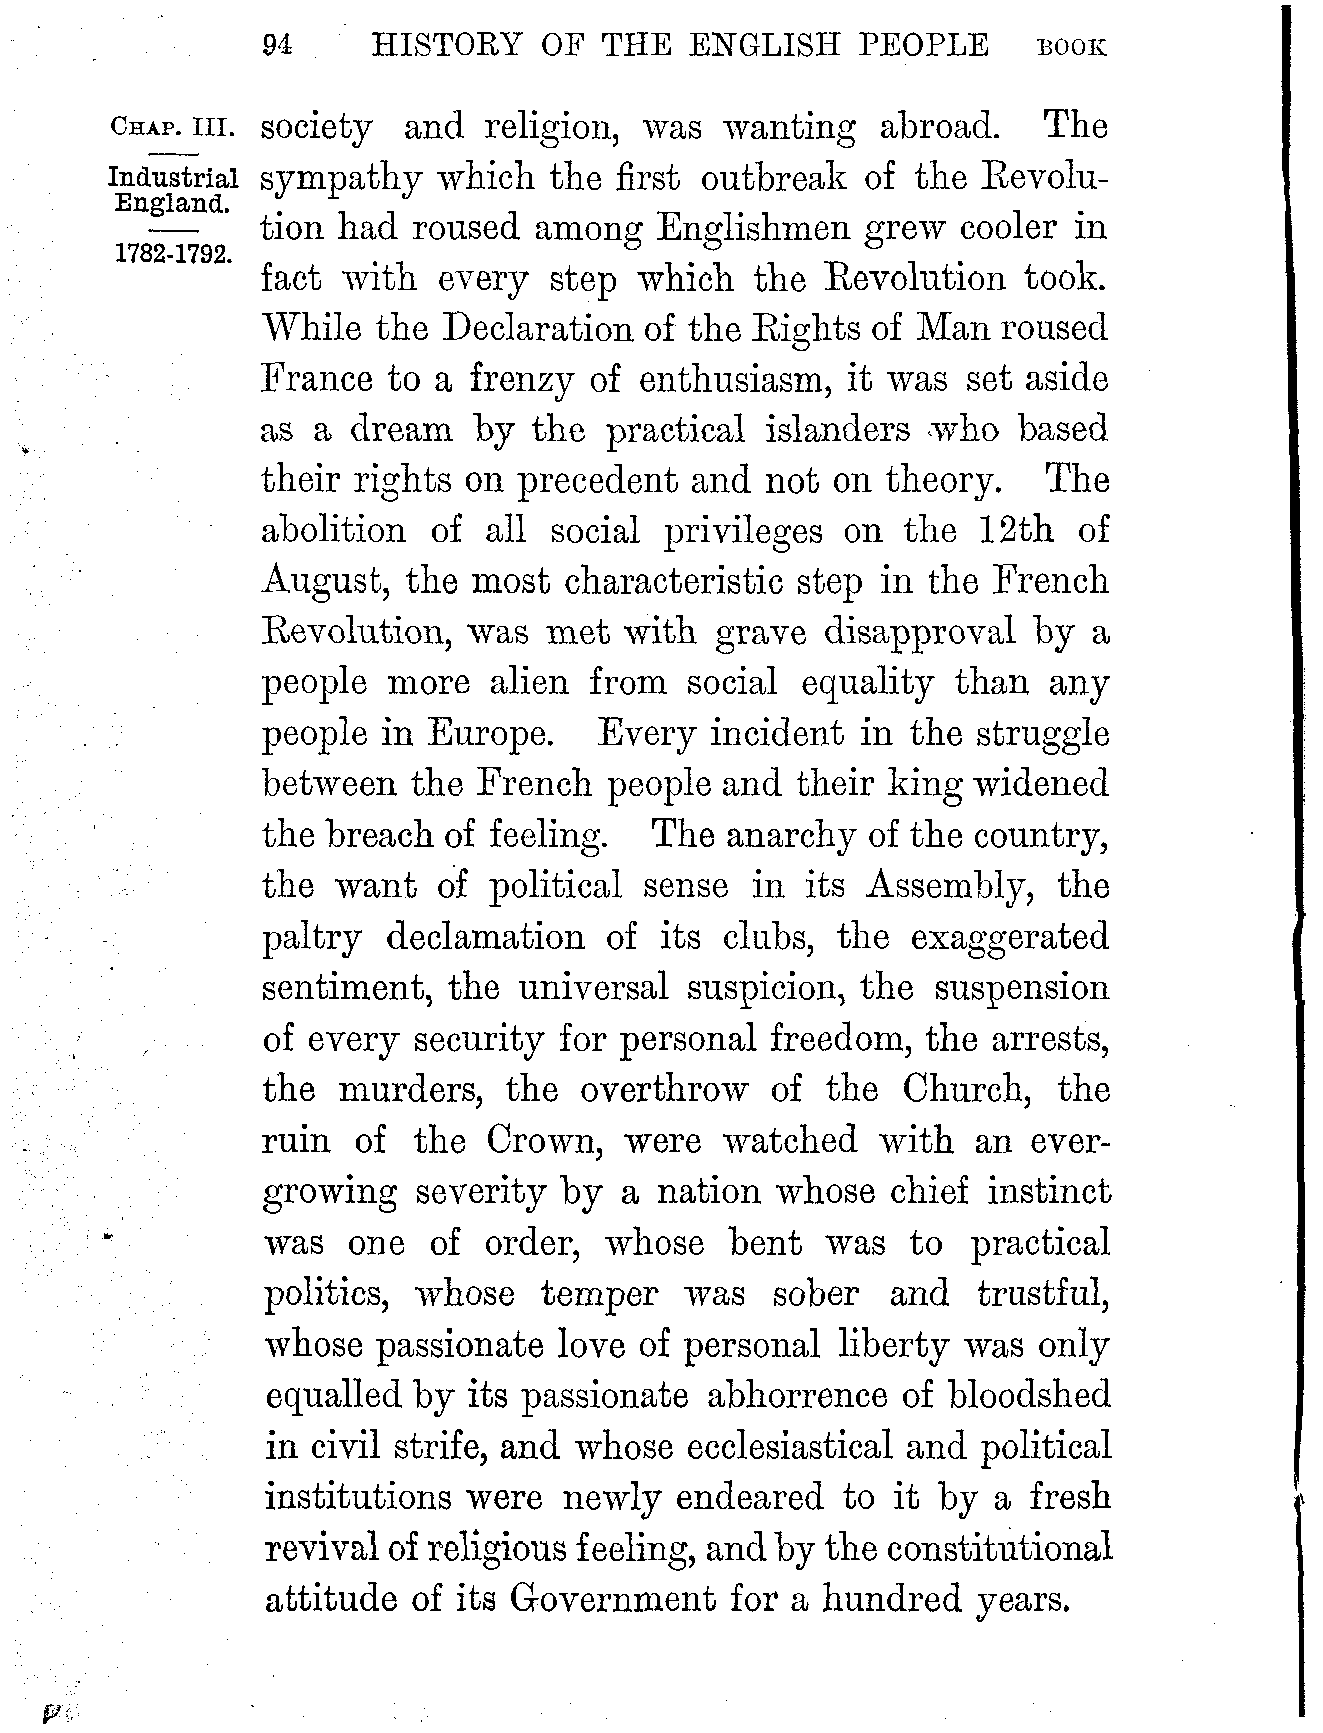 94 HISTORY OF THE ENGLISH PEOPLE BOOK
CHAP. III.
Industrial
England.
1782-1792.
society and religion, was wanting abroad. The
sympathy which the first outbreak of the Revolu-
tion had roused among Englishmen grew cooler in
fact with every step which the Revolution took.
While the Declaration of the Rights of Man roused
France to a frenzy of enthusiasm, it was set aside
as a dream by the practical islanders who based
their rights on precedent and not on theory. The
abolition of all social privileges on the 12th of
August, the most characteristic step in the French
Revolution, was met with grave disapproval by a
people more alien from social equality than any
people in Europe. Every incident in the struggle
between the French people and their king widened
the breach of feeling. The anarchy of the country,
the want of political sense in its Assembly, the
paltry declamation of its clubs, the exaggerated
sentiment, the universal suspicion, the suspension
of every security for personal freedom, the arrests,
the murders, the overthrow of the Church, the
ruin of the Crown, were watched with an ever-
growing severity by a nation whose chief instinct
was one of order, whose bent was to practical
politics, whose temper was sober and trustful,
whose passionate love of personal liberty was only
equalled by its passionate abhorrence of bloodshed
in civil strife, and whose ecclesiastical and political
institutions were newly endeared to it by a fresh
revival of religious feeling, and by the constitutional
attitude of its Government for a hundred years.